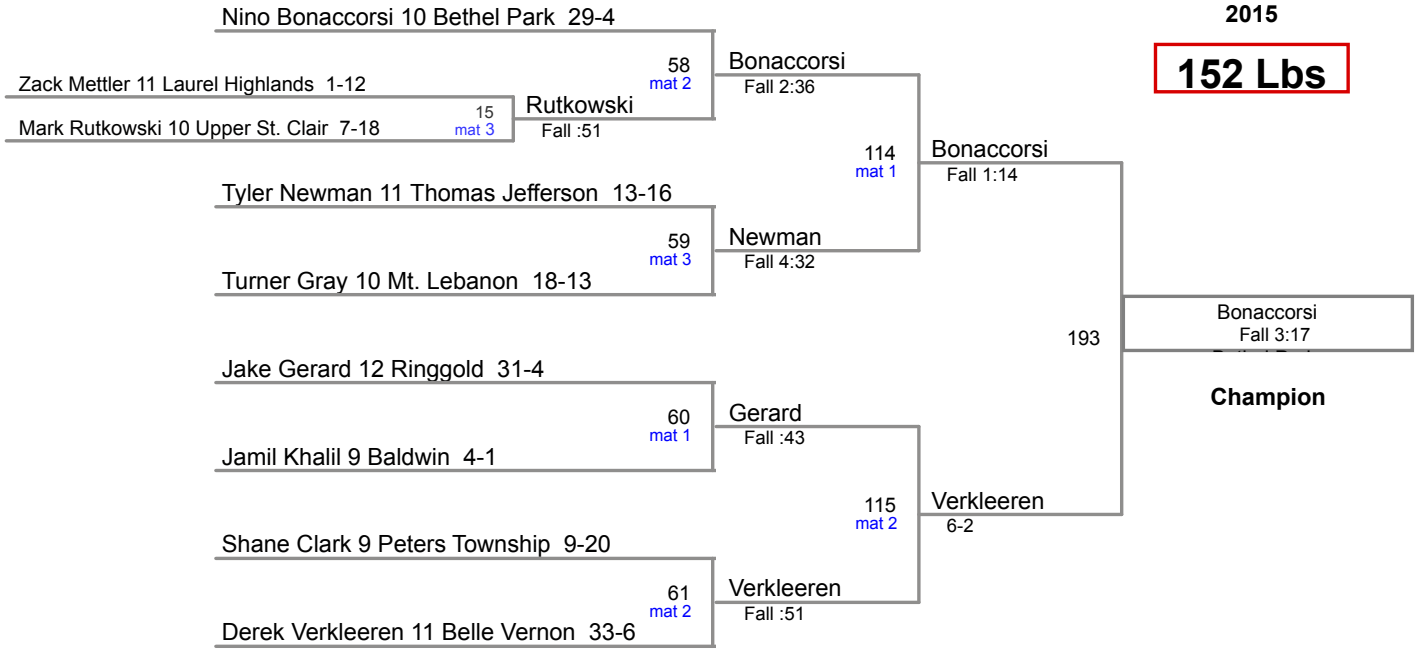 Nino Bonaccorsi 10 Bethel Park 29-4
2015
152 Lbs
58
mat 2
Bonaccorsi
Fall 2:36
Zack Mettler 11 Laurel Highlands 1-12
15
mat 3
Rutkowski
Fall :51
Mark Rutkowski 10 Upper St. Clair 7-18
114
mat 1
Bonaccorsi
Fall 1:14
Tyler Newman 11 Thomas Jefferson 13-16
59
mat 3
Newman
Fall 4:32
Turner Gray 10 Mt. Lebanon 18-13
193
Bonaccorsi
Fall 3:17
Champion
Jake Gerard 12 Ringgold 31-4
60
mat 1
Gerard
Fall :43
Jamil Khalil 9 Baldwin 4-1
115
mat 2
Verkleeren
6-2
Shane Clark 9 Peters Township 9-20
61
mat 2
Verkleeren
Fall :51
Derek Verkleeren 11 Belle Vernon 33-6